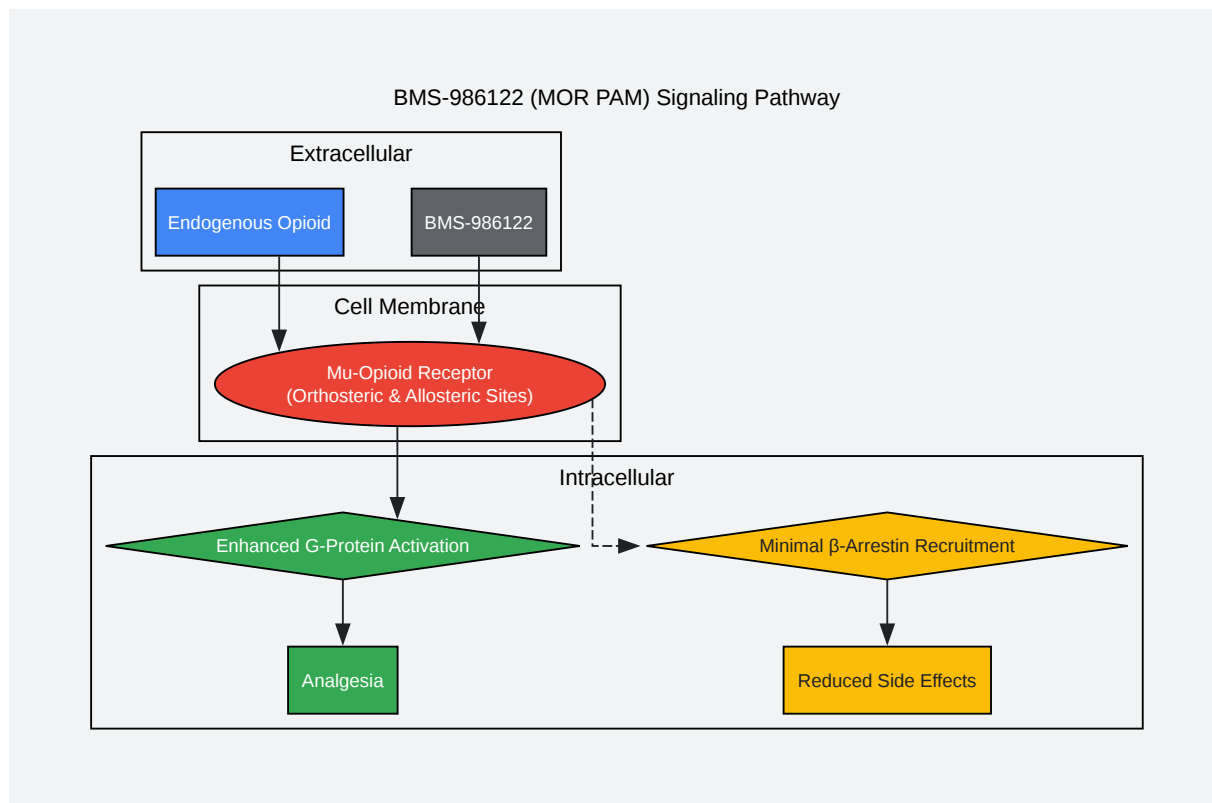 BMS-986122 (MOR PAM) Signaling Pathway
Extracellular
Endogenous Opioid
BMS-986122
Cell Membrane
Mu-Opioid Receptor
(Orthosteric & Allosteric Sites)
Intracellular
Enhanced G-Protein Activation
Minimal β-Arrestin Recruitment
Analgesia
Reduced Side Effects